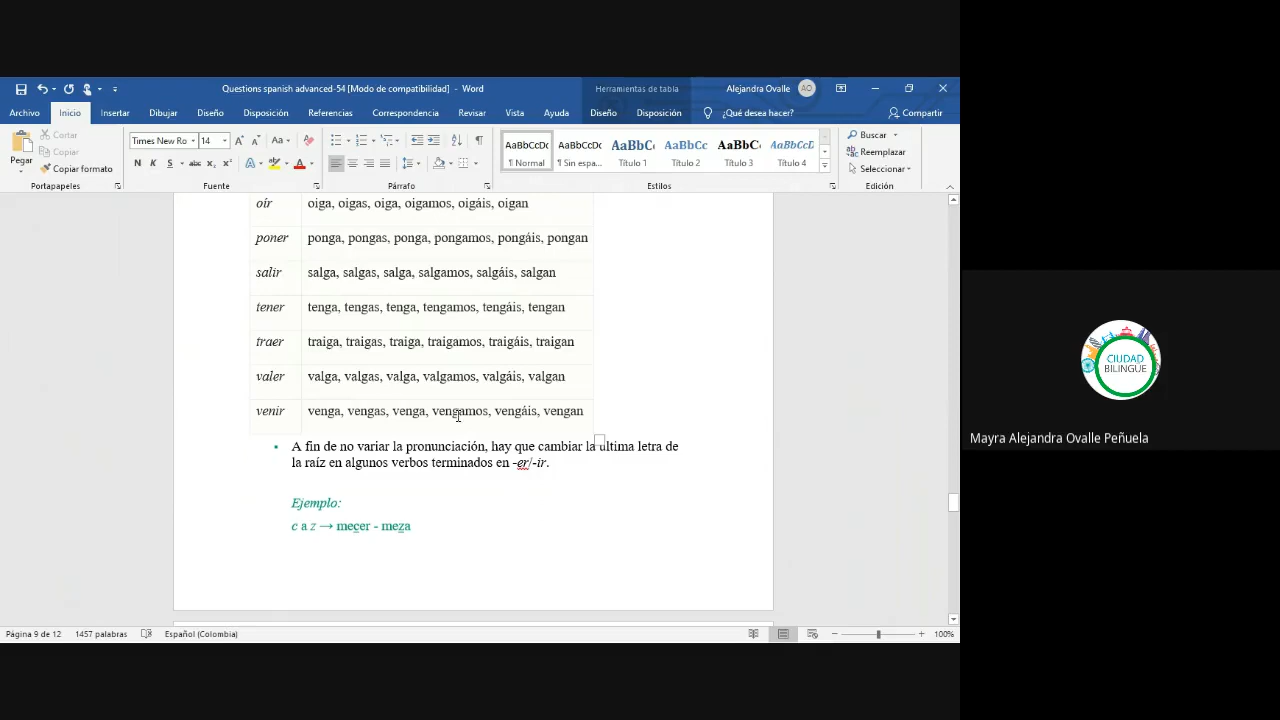 Questions spanish advanced-54 [Modo de compatibilidad] - Word
Herramientas de tabla
Alejandra Ovalle
AO
Archivo Inicio Insertar Dibujar Diseño Disposición Referencias Correspondencia Revisar Vista Ayuda Diseño Disposición ¿Qué desea hacer? Compartir
Pegar
Cortar
Copiar
Copiar formato
Portapapeles
Times New Ro 14
N K S abc
Fuente
Párrafo
AaBbCcDc AaBbCcDc AaBbC AaBbCc AaBbC AaBbCcD
¶ Normal ¶ Sin espa... Título 1 Título 2 Título 3 Título 4
Estilos
Buscar
Reemplazar
Seleccionar
Edición
oír oiga, oigas, oiga, oigamos, oigáis, oigan
poner ponga, pongas, ponga, pongamos, pongáis, pongan
salir salga, salgas, salga, salgamos, salgáis, salgan
tener tenga, tengas, tenga, tengamos, tengáis, tengan
traer traiga, traigas, traiga, traigamos, traigáis, traigan
valer valga, valgas, valga, valgamos, valgáis, valgan
venir venga, vengas, venga, vengamos, vengáis, vengan
• A fin de no variar la pronunciación, hay que cambiar la última letra de
la raíz en algunos verbos terminados en -er/-ir.
Ejemplo:
c a z → mecer - meza
Página 9 de 12 1457 palabras Español (Colombia) 100%
CIUDAD
BILINGÜE
Mayra Alejandra Ovalle Peñuela